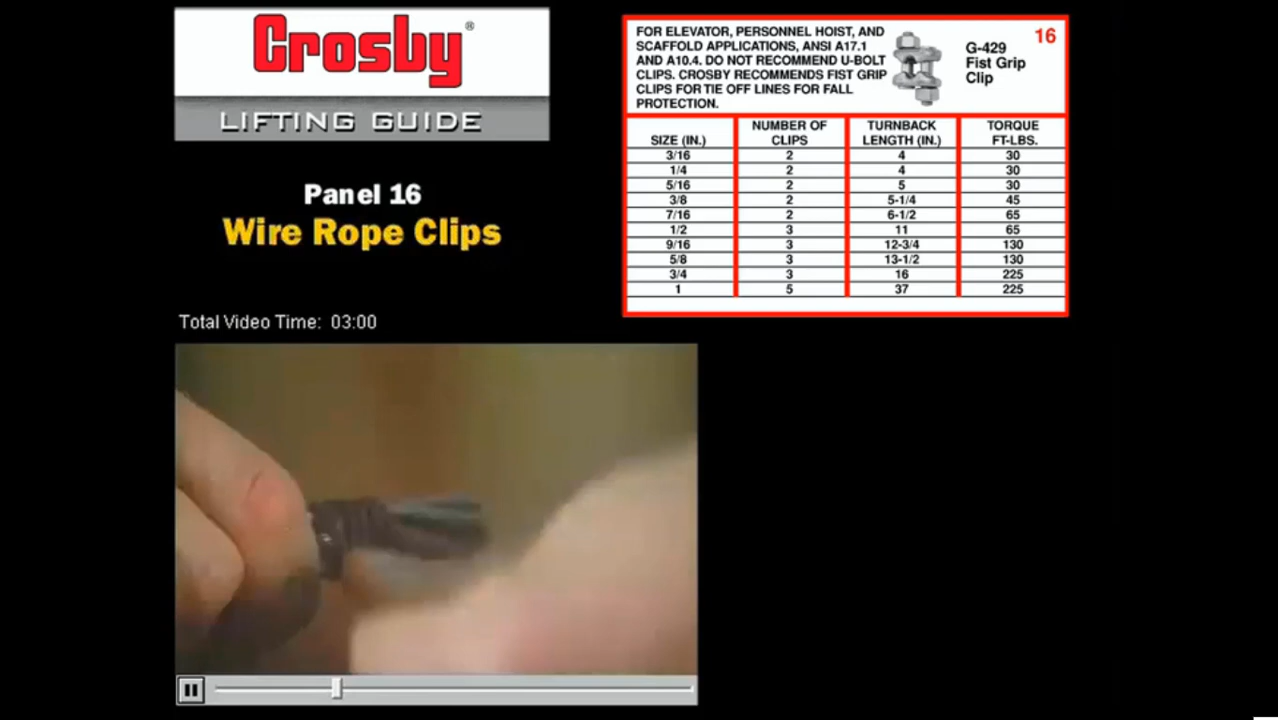 Crosby®
LIFTING GUIDE
Panel 16
Wire Rope Clips
Total Video Time: 03:00
FOR ELEVATOR, PERSONNEL HOIST, AND
SCAFFOLD APPLICATIONS, ANSI A17.1
AND A10.4. DO NOT RECOMMEND U-BOLT
CLIPS. CROSBY RECOMMENDS FIST GRIP
CLIPS FOR TIE OFF LINES FOR FALL
PROTECTION.
16
G-429
Fist Grip
Clip
SIZE (IN.) NUMBER OF CLIPS TURNBACK LENGTH (IN.) TORQUE FT-LBS.
3/16 2 4 30
1/4 2 4 30
5/16 2 5 30
3/8 2 5-1/4 45
7/16 2 6-1/2 65
1/2 3 11 65
9/16 3 12-3/4 130
5/8 3 13-1/2 130
3/4 3 16 225
1 5 37 225